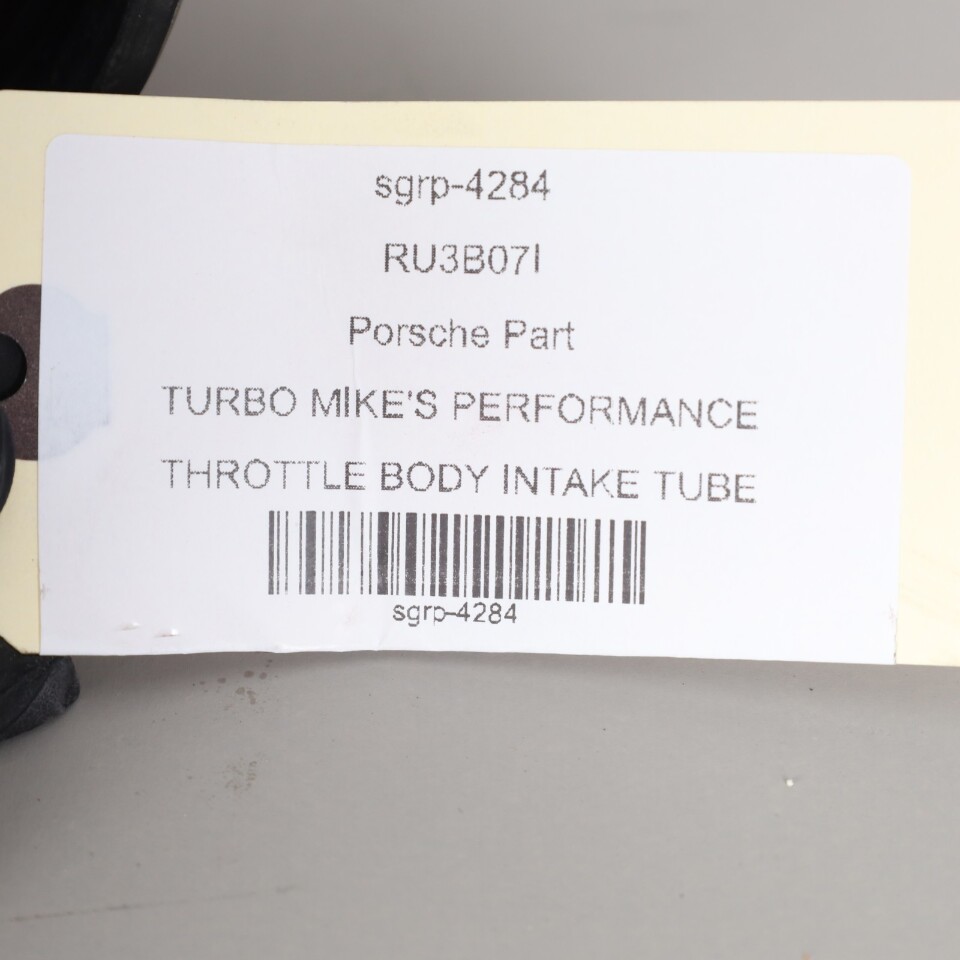 sgrp-4284
RU3B07I
Porsche Part
TURBO MIKE'S PERFORMANCE
THROTTLE BODY INTAKE TUBE
sgrp-4284